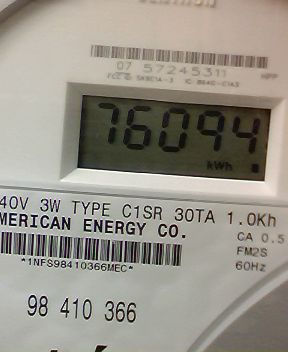 07 57245311
76094
kWh
40V 3W TYPE C1SR 30TA 1.0Kh
MERICAN ENERGY CO.
CA 0.5
*1NFS98410366MEC*
FM2S
60Hz
98 410 366